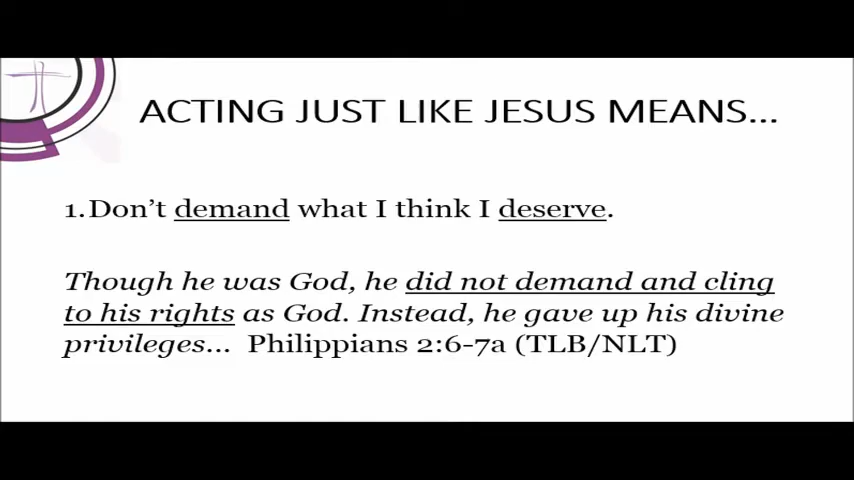 ACTING JUST LIKE JESUS MEANS...
1.Don’t demand what I think I deserve.
Though he was God, he did not demand and cling
to his rights as God. Instead, he gave up his divine
privileges... Philippians 2:6-7a (TLB/NLT)